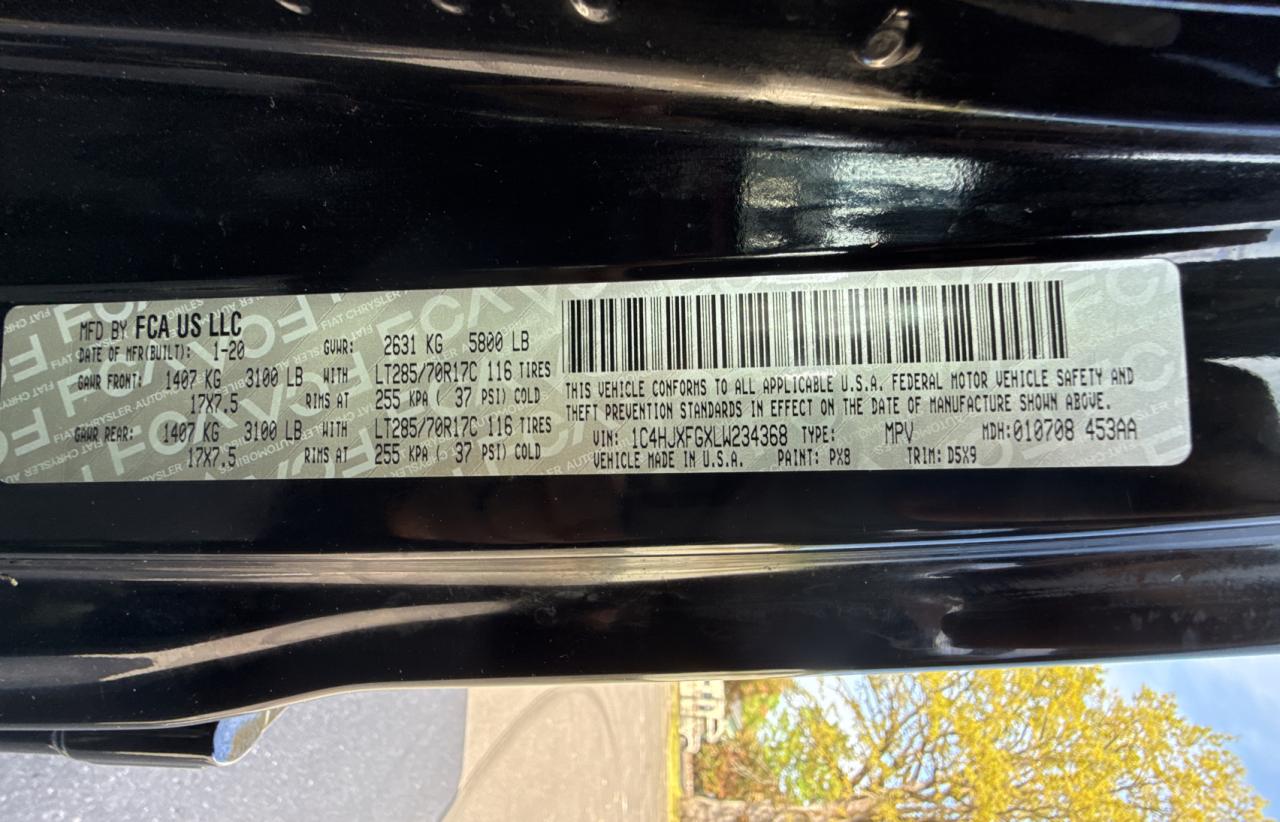 MFD BY FCA US LLC
DATE OF MFR(BUILT): 1-20 GVWR: 2631 KG 5800 LB
GAWR FRONT: 1407 KG 3100 LB WITH LT285/70R17C 116 TIRES
17X7.5 RIMS AT 255 KPA ( 37 PSI) COLD
GAWR REAR: 1407 KG 3100 LB WITH LT285/70R17C 116 TIRES
17X7.5 RIMS AT 255 KPA ( 37 PSI) COLD
THIS VEHICLE CONFORMS TO ALL APPLICABLE U.S.A. FEDERAL MOTOR VEHICLE SAFETY AND
THEFT PREVENTION STANDARDS IN EFFECT ON THE DATE OF MANUFACTURE SHOWN ABOVE.
VIN: 1C4HJXFGXLW234368 TYPE: MPV MDH:010708 453AA
VEHICLE MADE IN U.S.A. PAINT: PX8 TRIM: D5X9